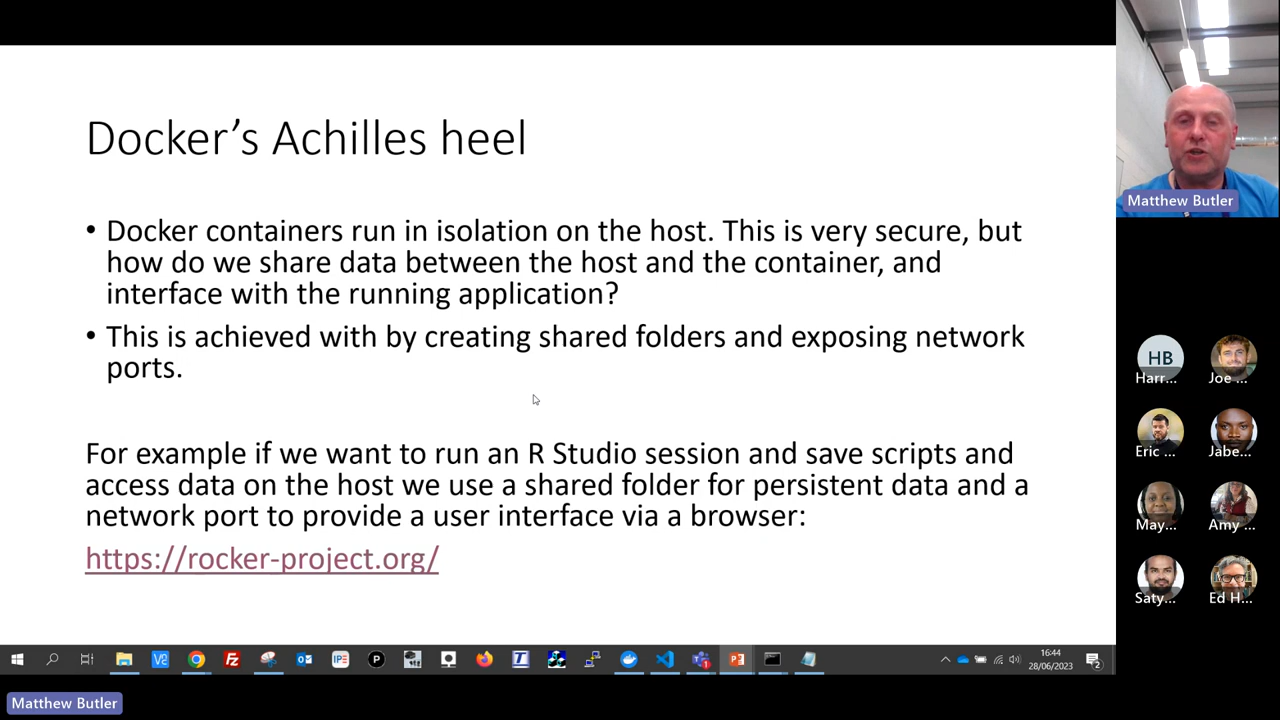 Docker's Achilles heel
• Docker containers run in isolation on the host. This is very secure, but
how do we share data between the host and the container, and
interface with the running application?
• This is achieved with by creating shared folders and exposing network
ports.
For example if we want to run an R Studio session and save scripts and
access data on the host we use a shared folder for persistent data and a
network port to provide a user interface via a browser:
https://rocker-project.org/
Matthew Butler
HB
Harr...
Joe ...
Eric ...
Jabe...
May...
Amy ...
Saty...
Ed H...
16:44
28/06/2023
Matthew Butler